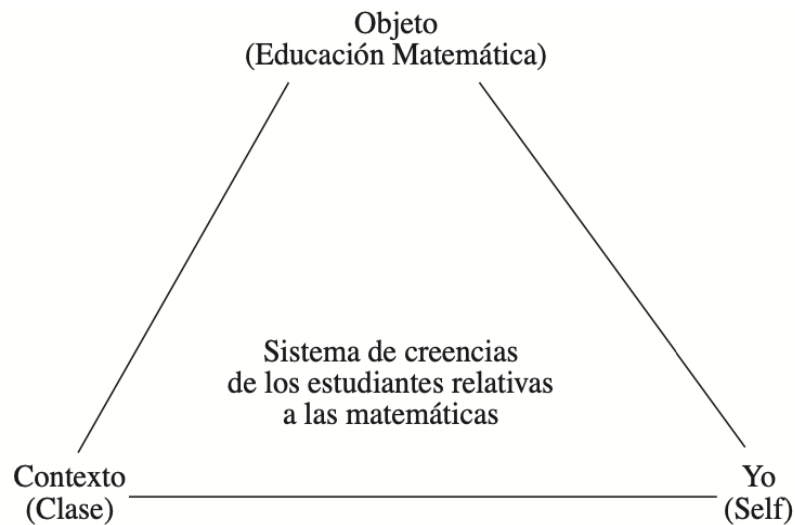 Objeto
(Educación Matemática)
Sistema de creencias
de los estudiantes relativas
a las matemáticas
Contexto
(Clase)
Yo
(Self)